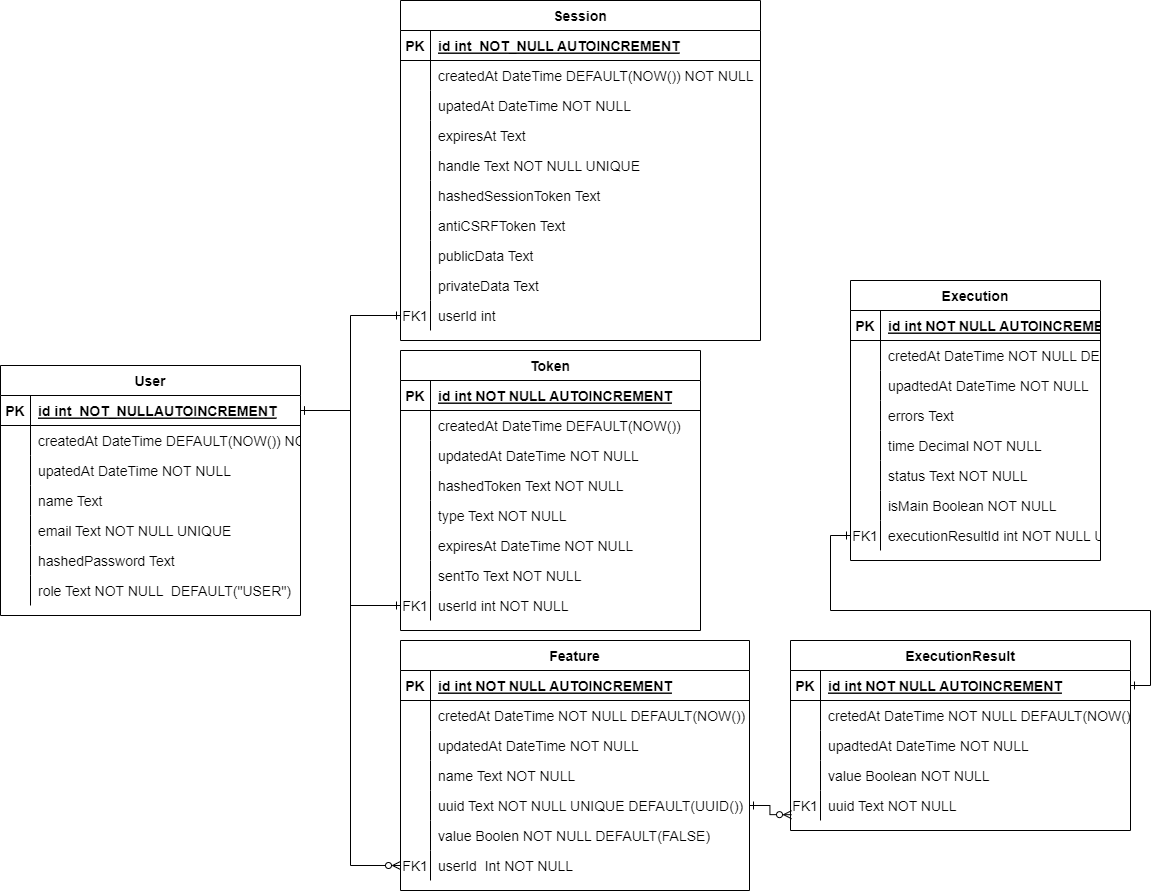 Session
PK id int NOT NULL AUTOINCREMENT
createdAt DateTime DEFAULT(NOW()) NOT NULL
upatedAt DateTime NOT NULL
expiresAt Text
handle Text NOT NULL UNIQUE
hashedSessionToken Text
antiCSRFToken Text
publicData Text
privateData Text
FK1 userId int
User
PK id int NOT NULLAUTOINCREMENT
createdAt DateTime DEFAULT(NOW()) NO
upatedAt DateTime NOT NULL
name Text
email Text NOT NULL UNIQUE
hashedPassword Text
role Text NOT NULL DEFAULT("USER")
Token
PK id int NOT NULL AUTOINCREMENT
createdAt DateTime DEFAULT(NOW())
updatedAt DateTime NOT NULL
hashedToken Text NOT NULL
type Text NOT NULL
expiresAt DateTime NOT NULL
sentTo Text NOT NULL
FK1 userId int NOT NULL
Execution
PK id int NOT NULL AUTOINCREME
cretedAt DateTime NOT NULL DE
upadtedAt DateTime NOT NULL
errors Text
time Decimal NOT NULL
status Text NOT NULL
isMain Boolean NOT NULL
FK1 executionResultId int NOT NULL U
Feature
PK id int NOT NULL AUTOINCREMENT
cretedAt DateTime NOT NULL DEFAULT(NOW())
updatedAt DateTime NOT NULL
name Text NOT NULL
uuid Text NOT NULL UNIQUE DEFAULT(UUID())
value Boolen NOT NULL DEFAULT(FALSE)
FK1 userId Int NOT NULL
ExecutionResult
PK id int NOT NULL AUTOINCREMENT
cretedAt DateTime NOT NULL DEFAULT(NOW()
upadtedAt DateTime NOT NULL
value Boolean NOT NULL
FK1 uuid Text NOT NULL